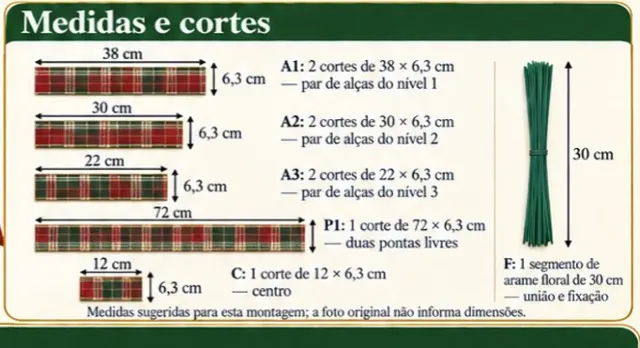 Medidas e cortes
38 cm
6,3 cm
A1: 2 cortes de 38 × 6,3 cm
— par de alças do nível 1
30 cm
6,3 cm
A2: 2 cortes de 30 × 6,3 cm
— par de alças do nível 2
22 cm
6,3 cm
A3: 2 cortes de 22 × 6,3 cm
— par de alças do nível 3
72 cm
P1: 1 corte de 72 × 6,3 cm
— duas pontas livres
12 cm
6,3 cm
C: 1 corte de 12 × 6,3 cm
— centro
30 cm
F: 1 segmento de
arame floral de 30 cm
— união e fixação
Medidas sugeridas para esta montagem; a foto original não informa dimensões.